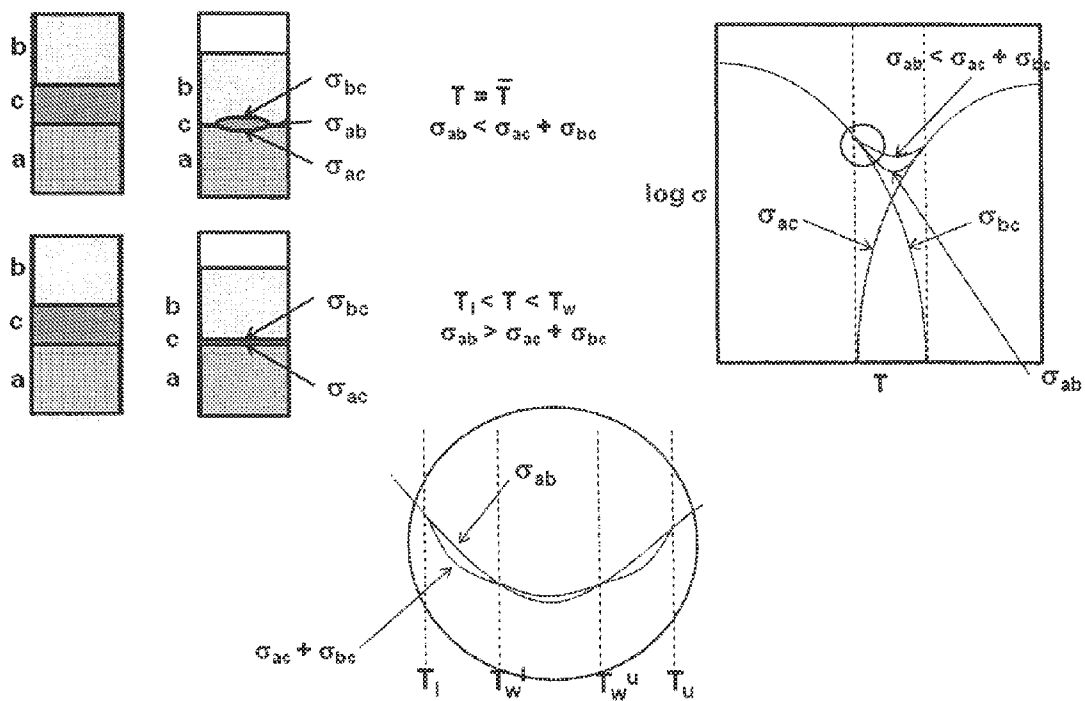 b
c
a
b
c
a
σbc
σab
σac
T = T̅
σab < σac + σbc
b
c
a
b
c
a
σbc
σac
Tl < T < Tw
σab > σac + σbc
σab < σac + σbc
log σ
σac
σbc
T
σab
σab
σac + σbc
Tl
Twl
Twu
Tu